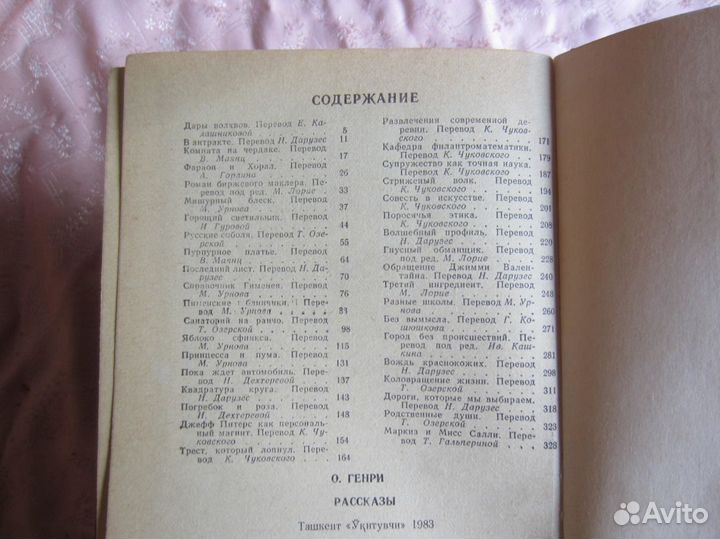 СОДЕРЖАНИЕ
Дары волхвов. Перевод Е. Ка-
лашниковой . . . . . 5
В антракте. Перевод Н. Дарузес 11
Комната на чердаке. Перевод
В. Маянц . . . . . 17
Фараон и Хорал. Перевод
А. Горлина . . . . . 26
Роман биржевого маклера. Пе-
ревод под ред. М. Лорие . 33
Мишурный блеск. Перевод
М. Урнова . . . . . 37
Горящий светильник. Перевод
И Гуровой . . . . . 44
Русские соболя. Перевод Т. Озе-
рской . . . . . 55
Пурпурное платье. Перевод
В. Маянц . . . . . 64
Последний лист. Перевод Н. Да-
рузес . . . . . 70
Справочник Гименея. Перевод
М. Урнова . . . . . 76
Пимиенские блинчики. Пере-
вод М. Урнова . . . . 83
Санаторий на ранчо. Перевод
Т. Озерской . . . . . 98
Яблоко сфинкса. Перевод
М. Урнова . . . . . 115
Принцесса и пума. Перевод
М. Урнова . . . . . 131
Пока ждет автомобиль. Пере-
вод Н. Дехтеревой . . . 137
Квадратура круга. Перевод
Н. Дарузес . . . . . 143
Погребок и роза. Перевод
И. Дехтеревой . . . . 148
Джефф Питерс как персональ-
ный магнит. Перевод К. Чу-
ковского . . . . . 154
Трест, который лопнул. Пере-
вод К. Чуковского . . . 164
Развлечения современной де-
ревни. Перевод К. Чуков-
ского . . . . . 171
Кафедра филантроматематики.
Перевод К. Чуковского . . 179
Супружество как точная наука.
Перевод К. Чуковского . . 187
Стриженый волк. Перевод
К. Чуковского . . . . 194
Совесть в искусстве. Перевод
К. Чуковского . . . . 201
Поросячья этика. Перевод
К. Чуковского . . . . 208
Волшебный профиль. Перевод
Н. Дарузес . . . . . 220
Гнусный обманщик. Перевод
под ред. М. Лорие . . . 228
Обращение Джимми Вален-
тайна. Перевод Н. Дарузес 240
Третий ингредиент. Перевод
М. Лорие . . . . . 248
Разные школы. Перевод М. Ур-
нова . . . . . 260
Без вымысла. Перевод Г. Ко-
шюшикова . . . . . 271
Город без происшествий. Пе-
ревод под ред. Ив. Каш-
кина . . . . . 281
Вождь краснокожих. Перевод
Н. Дарузес . . . . . 298
Коловращение жизни. Перевод
Т. Озерской . . . . . 311
Дороги, которые мы выбираем.
Перевод Н. Дарузес . . 318
Родственные души. Перевод
Т. Озерской . . . . . 323
Маркиз и Мисс Салли. Пере-
вод Т. Гальпериной . . 328
О. ГЕНРИ
РАССКАЗЫ
Ташкент «Ўқитувчи» 1983
Avito